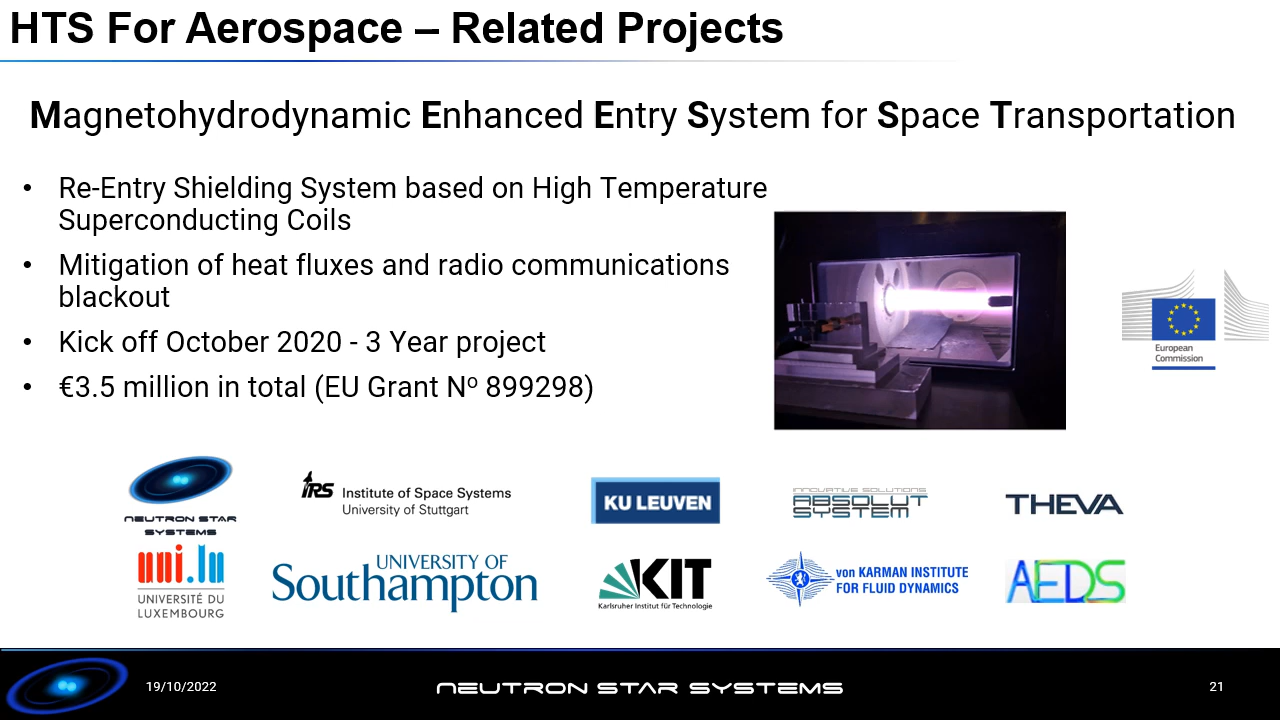 HTS For Aerospace – Related Projects
Magnetohydrodynamic Enhanced Entry System for Space Transportation
• Re-Entry Shielding System based on High Temperature
Superconducting Coils
• Mitigation of heat fluxes and radio communications
blackout
• Kick off October 2020 - 3 Year project
• €3.5 million in total (EU Grant Nº 899298)
European
Commission
NEUTRON STAR
SYSTEMS
IRS Institute of Space Systems
University of Stuttgart
KU LEUVEN
INNOVATIVE SOLUTIONS
ABSOLUT
SYSTEM
THEVA
uni.lu
UNIVERSITÉ DU
LUXEMBOURG
UNIVERSITY OF
Southampton
KIT
Karlsruher Institut für Technologie
von KARMAN INSTITUTE
FOR FLUID DYNAMICS
AEDS
19/10/2022
NEUTRON STAR SYSTEMS
21